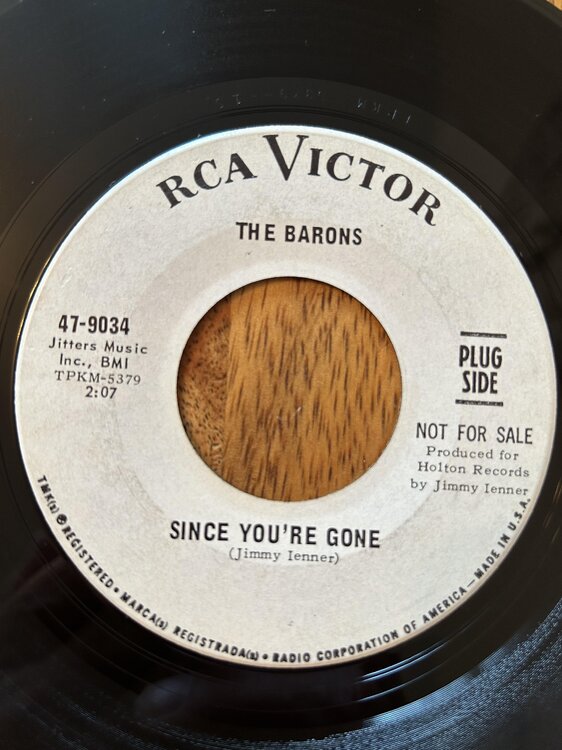 RCA VICTOR
THE BARONS
47-9034
Jitters Music
Inc., BMI
TPKM-5379
2:07
PLUG
SIDE
NOT FOR SALE
Produced for
Holton Records
by Jimmy Ienner
SINCE YOU'RE GONE
(Jimmy Ienner)
TMK(s) ® REGISTERED • MARCA(s) REGISTRADA(s) • RADIO CORPORATION OF AMERICA — MADE IN U.S.A.